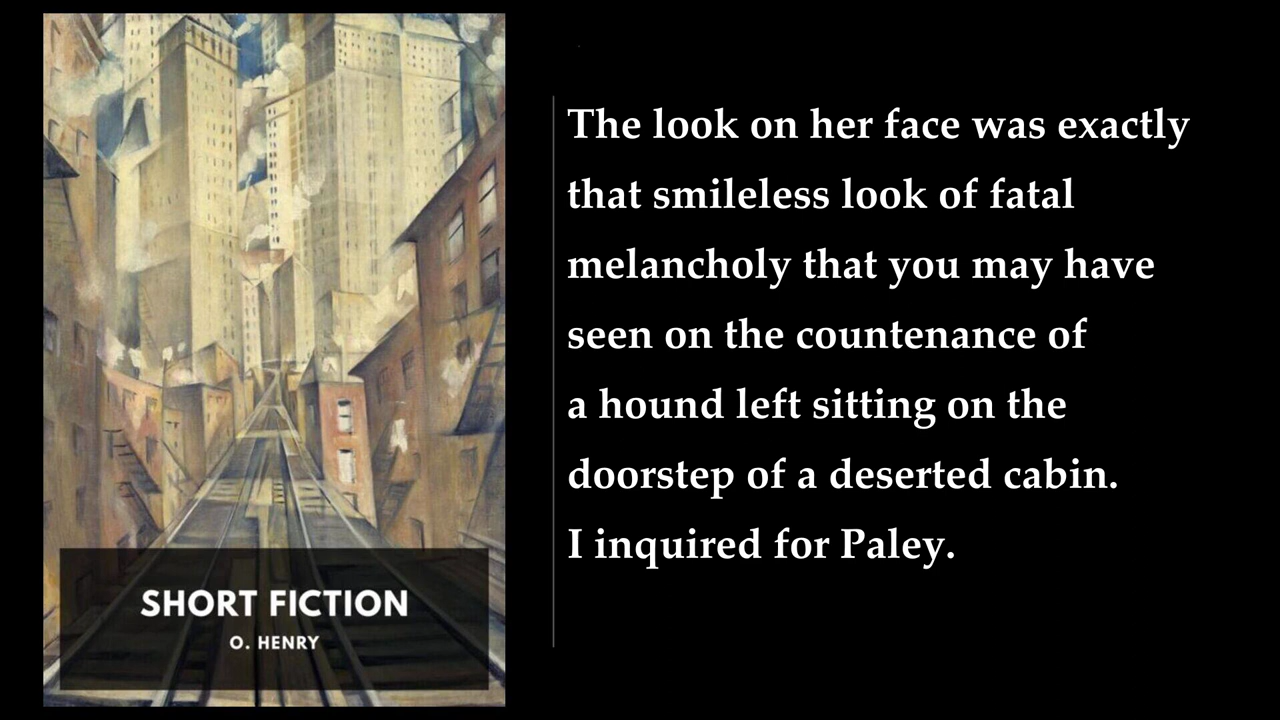 SHORT FICTION
O. HENRY
The look on her face was exactly
that smileless look of fatal
melancholy that you may have
seen on the countenance of
a hound left sitting on the
doorstep of a deserted cabin.
I inquired for Paley.